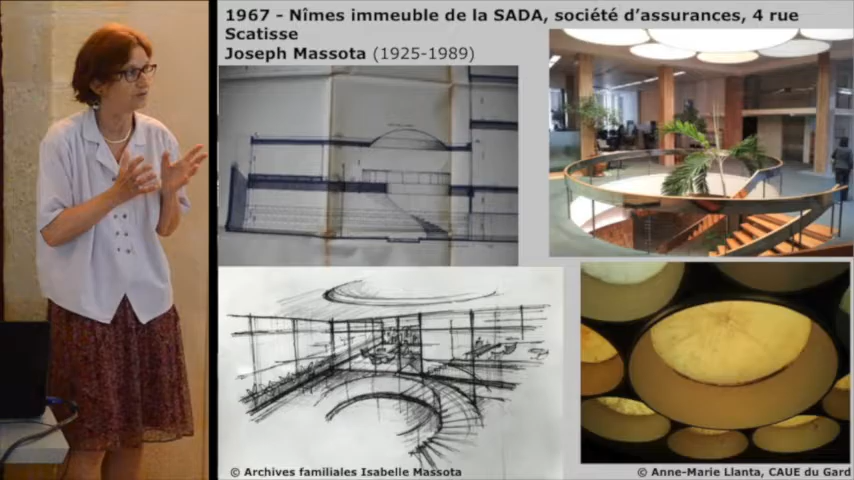 1967 - Nîmes immeuble de la SADA, société d’assurances, 4 rue
Scatisse
Joseph Massota (1925-1989)
© Archives familiales Isabelle Massota
© Anne-Marie Llanta, CAUE du Gard